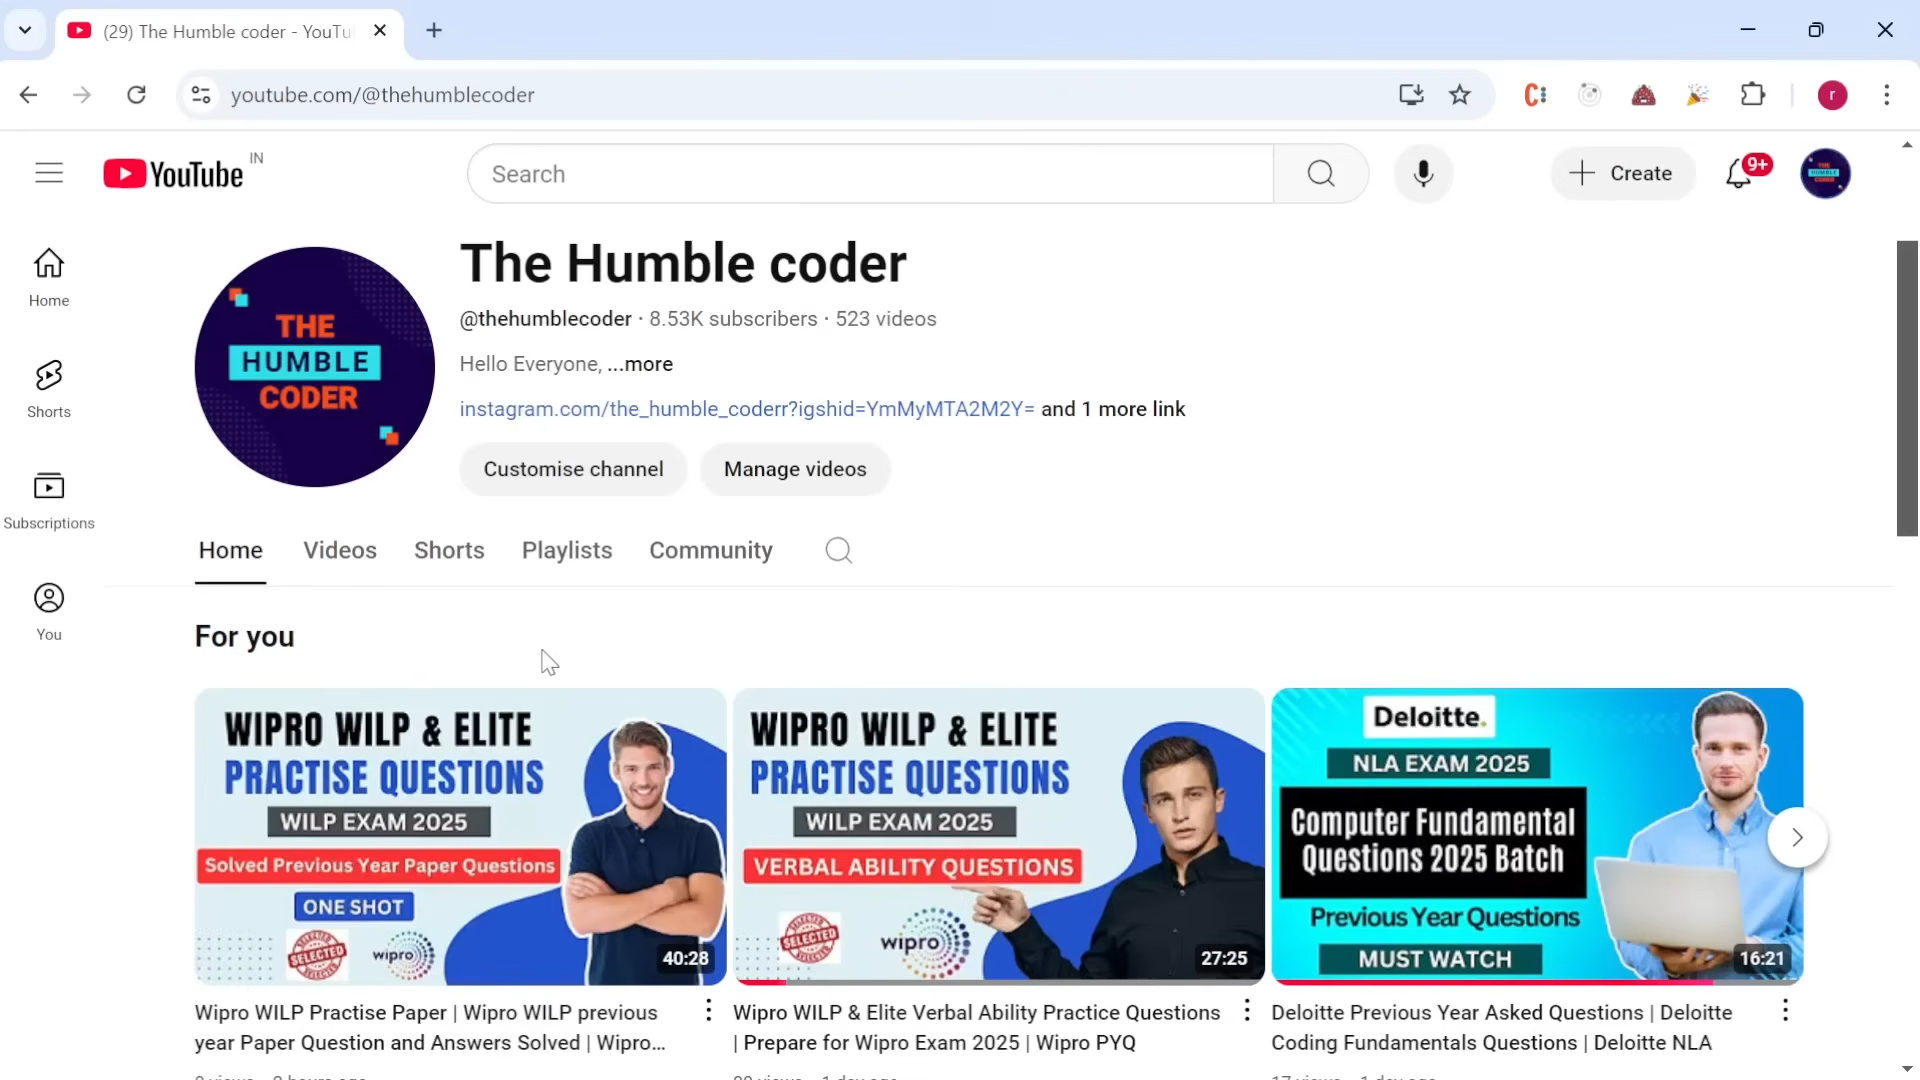 (29) The Humble coder - YouTu
youtube.com/@thehumblecoder
r
YouTube IN
Search
Create
9+
Home
Shorts
Subscriptions
You
THE
HUMBLE
CODER
The Humble coder
@thehumblecoder · 8.53K subscribers · 523 videos
Hello Everyone, ...more
instagram.com/the_humble_coderr?igshid=YmMyMTA2M2Y= and 1 more link
Customise channel
Manage videos
Home
Videos
Shorts
Playlists
Community
For you
WIPRO WILP & ELITE
PRACTISE QUESTIONS
WILP EXAM 2025
Solved Previous Year Paper Questions
ONE SHOT
SELECTED
wipro
40:28
WIPRO WILP & ELITE
PRACTISE QUESTIONS
WILP EXAM 2025
VERBAL ABILITY QUESTIONS
SELECTED
wipro
27:25
Deloitte.
NLA EXAM 2025
Computer Fundamental
Questions 2025 Batch
Previous Year Questions
MUST WATCH
16:21
Wipro WILP Practise Paper | Wipro WILP previous
year Paper Question and Answers Solved | Wipro...
Wipro WILP & Elite Verbal Ability Practice Questions
| Prepare for Wipro Exam 2025 | Wipro PYQ
Deloitte Previous Year Asked Questions | Deloitte
Coding Fundamentals Questions | Deloitte NLA